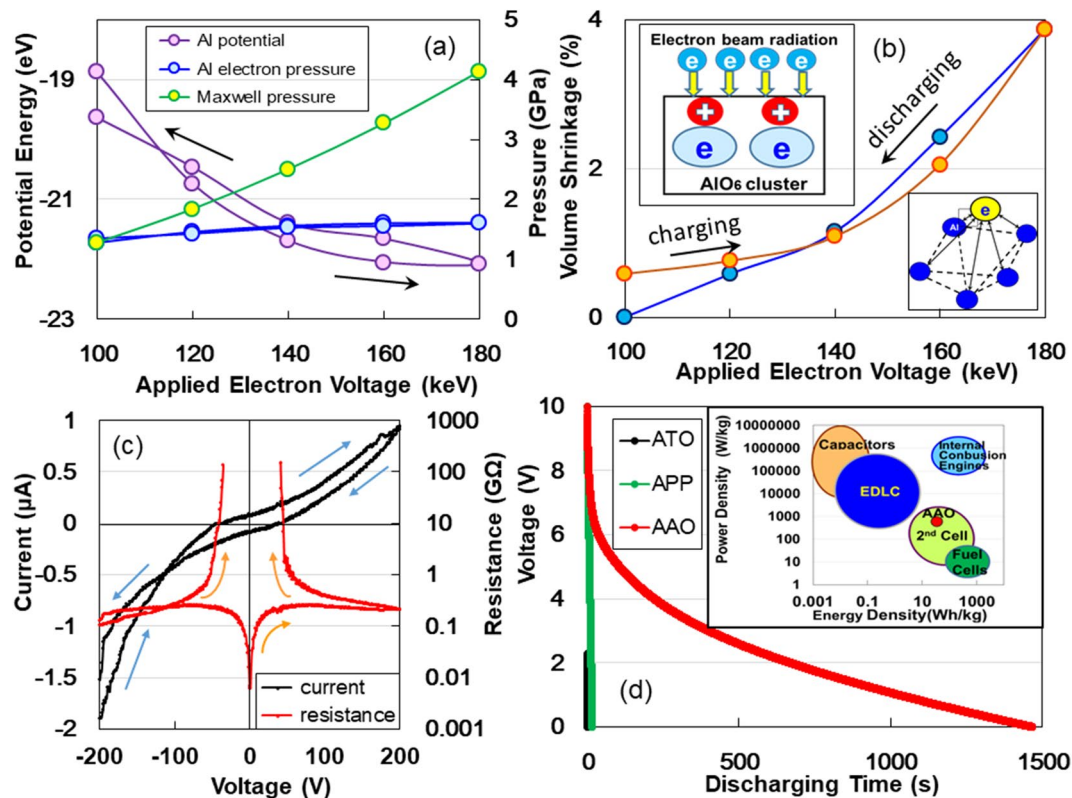 (a)
Al potential
Al electron pressure
Maxwell pressure
Potential Energy (eV)
-19
-21
-23
Pressure (GPa)
5
4
3
2
1
0
100 120 140 160 180
Applied Electron Voltage (keV)
(b)
Electron beam radiation
e e e e
+ +
e e
AlO6 cluster
discharging
charging
e
Al
Volume Shrinkage (%)
4
2
0
100 120 140 160 180
Applied Electron Voltage (keV)
(c)
Current (µA)
1
0.5
0
-0.5
-1
-1.5
-2
Resistance (GΩ)
1000
100
10
1
0.1
0.01
0.001
current
resistance
-200 -100 0 100 200
Voltage (V)
(d)
ATO
APP
AAO
Voltage (V)
10
8
6
4
2
0
0 500 1000 1500
Discharging Time (s)
Power Density (W/kg)
10000000
1000000
100000
10000
1000
100
10
1
Capacitors
Internal
Conbusion
Engines
EDLC
AAO
2nd Cell
Fuel
Cells
0.001 0.1 10 1000
Energy Density(Wh/kg)